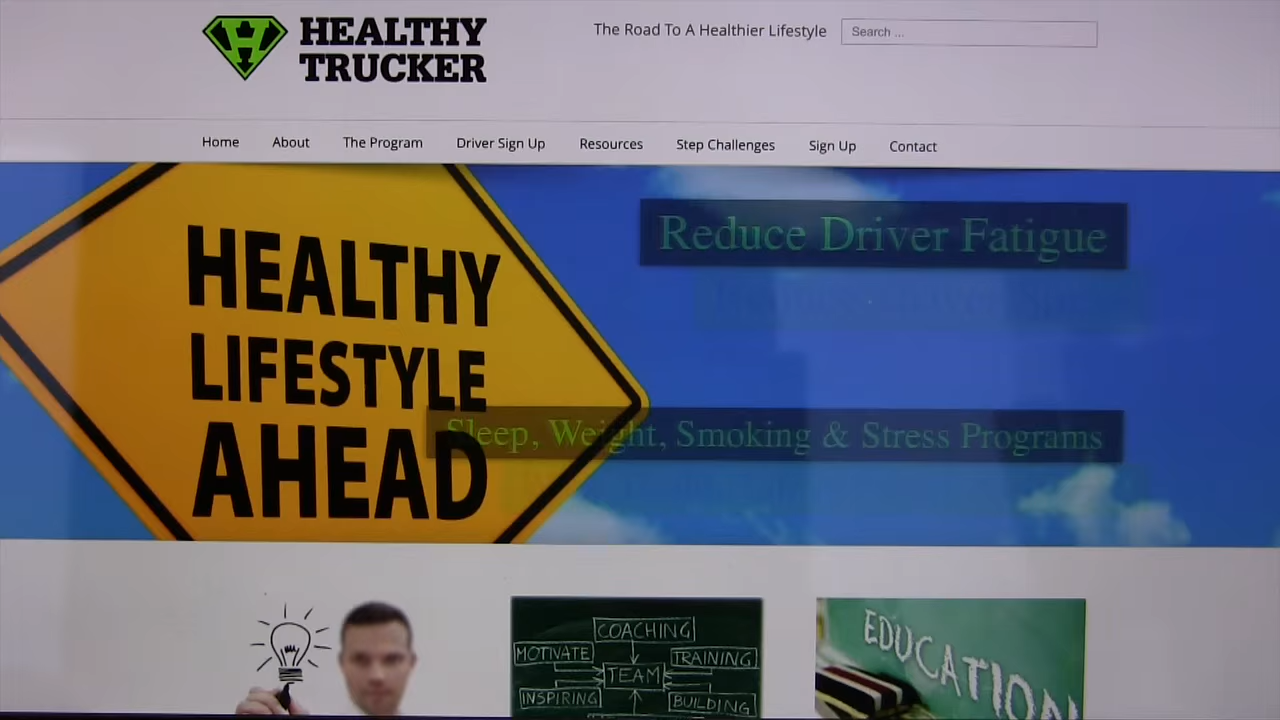 HEALTHY
TRUCKER
The Road To A Healthier Lifestyle
Search ...
Home About The Program Driver Sign Up Resources Step Challenges Sign Up Contact
Reduce Driver Fatigue
HEALTHY
LIFESTYLE
AHEAD
Sleep, Weight, Smoking & Stress Programs
COACHING
MOTIVATE
TRAINING
TEAM
INSPIRING
BUILDING
EDUCATION